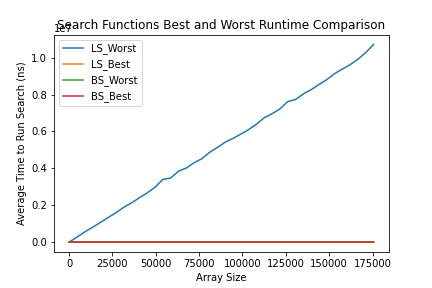 Search Functions Best and Worst Runtime Comparison
1e7
LS_Worst
LS_Best
BS_Worst
BS_Best
1.0
0.8
0.6
0.4
0.2
0.0
Average Time to Run Search (ns)
0 25000 50000 75000 100000 125000 150000 175000
Array Size